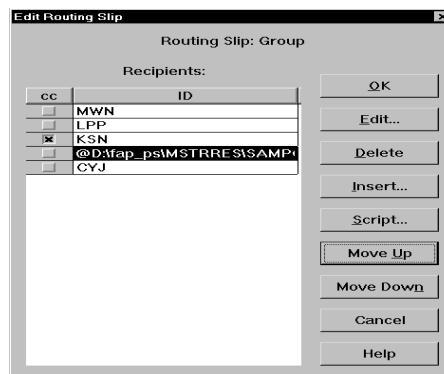 Edit Routing Slip
Routing Slip: Group
Recipients:
cc ID
MWN
LPP
KSN
@D:\fap_ps\MSTRRES\SAMP
CYJ
OK
Edit...
Delete
Insert...
Script...
Move Up
Move Down
Cancel
Help